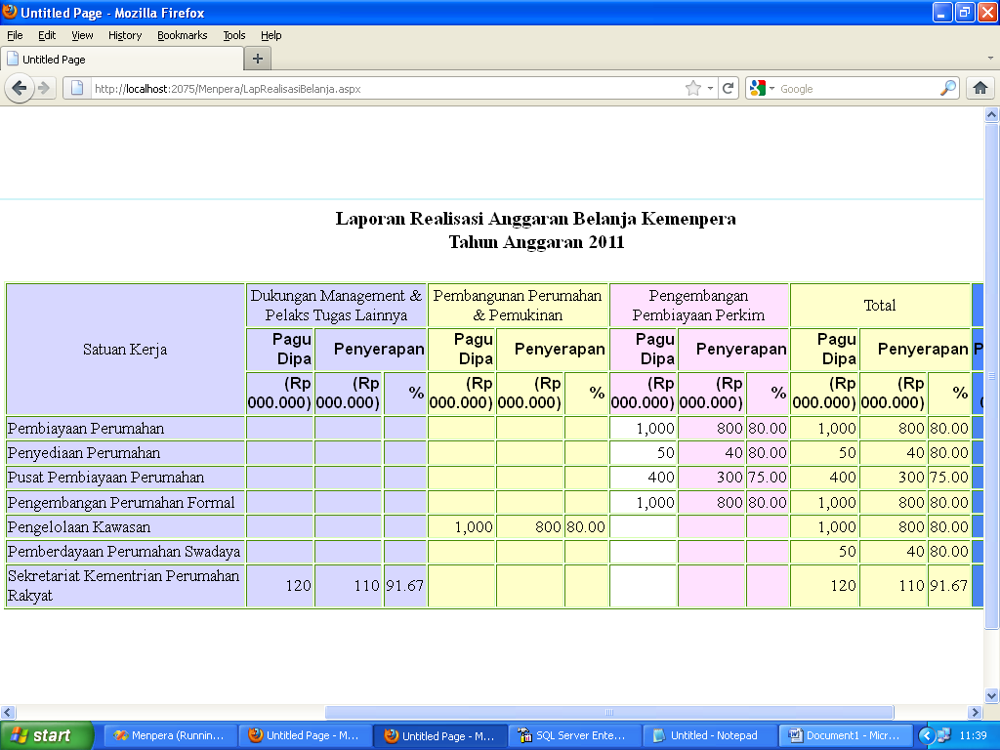 Untitled Page - Mozilla Firefox
File Edit View History Bookmarks Tools Help
Untitled Page
http://localhost:2075/Menpera/LapRealisasiBelanja.aspx
Google
Laporan Realisasi Anggaran Belanja Kemenpera
Tahun Anggaran 2011
Satuan Kerja
Dukungan Management &
Pelaks Tugas Lainnya
Pembangunan Perumahan
& Pemukinan
Pengembangan
Pembiayaan Perkim
Total
Pagu
Dipa
Penyerapan
Pagu
Dipa
Penyerapan
Pagu
Dipa
Penyerapan
Pagu
Dipa
Penyerapan
(Rp
000.000)
(Rp
000.000)
%
(Rp
000.000)
(Rp
000.000)
%
(Rp
000.000)
(Rp
000.000)
%
(Rp
000.000)
(Rp
000.000)
%
Pembiayaan Perumahan 1,000 800 80.00 1,000 800 80.00
Penyediaan Perumahan 50 40 80.00 50 40 80.00
Pusat Pembiayaan Perumahan 400 300 75.00 400 300 75.00
Pengembangan Perumahan Formal 1,000 800 80.00 1,000 800 80.00
Pengelolaan Kawasan 1,000 800 80.00 1,000 800 80.00
Pemberdayaan Perumahan Swadaya 50 40 80.00
Sekretariat Kementrian Perumahan
Rakyat 120 110 91.67 120 110 91.67
start Menpera (Runnin... Untitled Page - M... Untitled Page - M... SQL Server Ente... Untitled - Notepad Document1 - Micr... 11:39